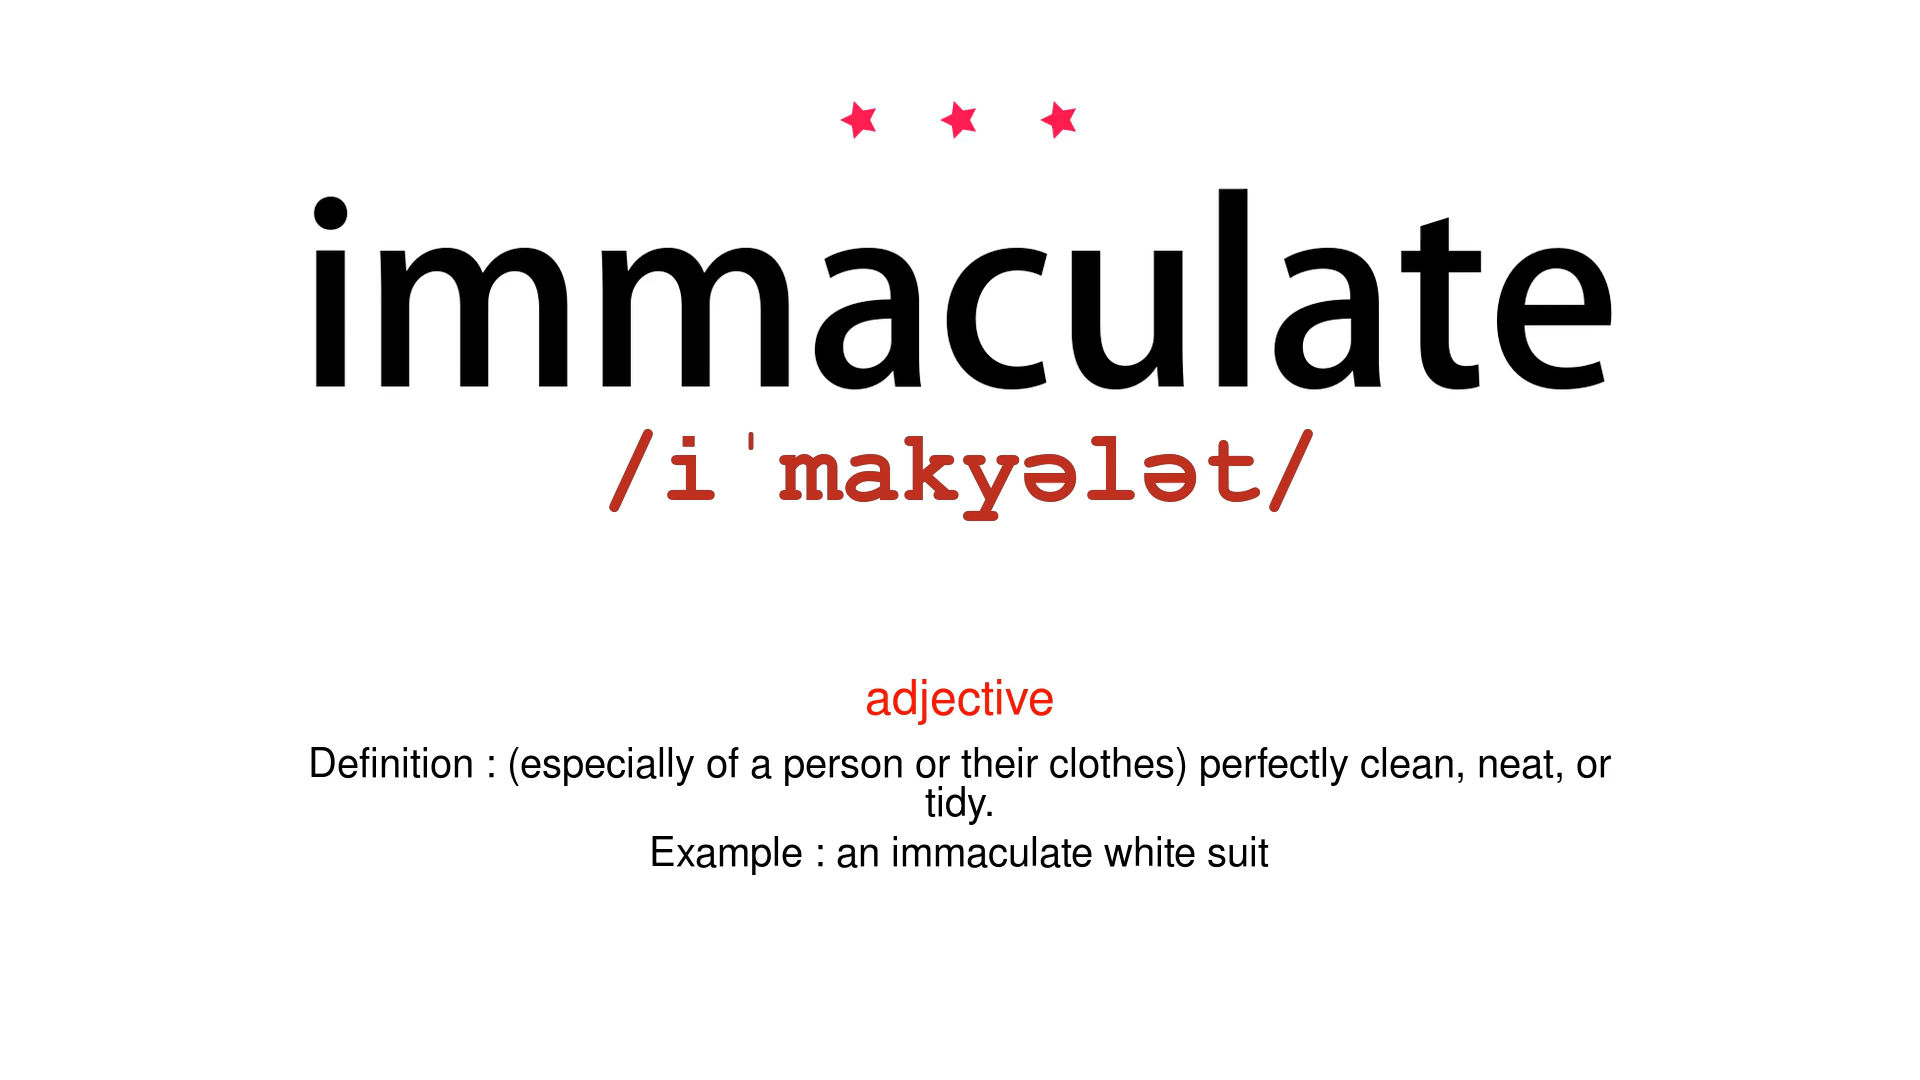 immaculate
/iˈmakyələt/
adjective
Definition : (especially of a person or their clothes) perfectly clean, neat, or
tidy.
Example : an immaculate white suit